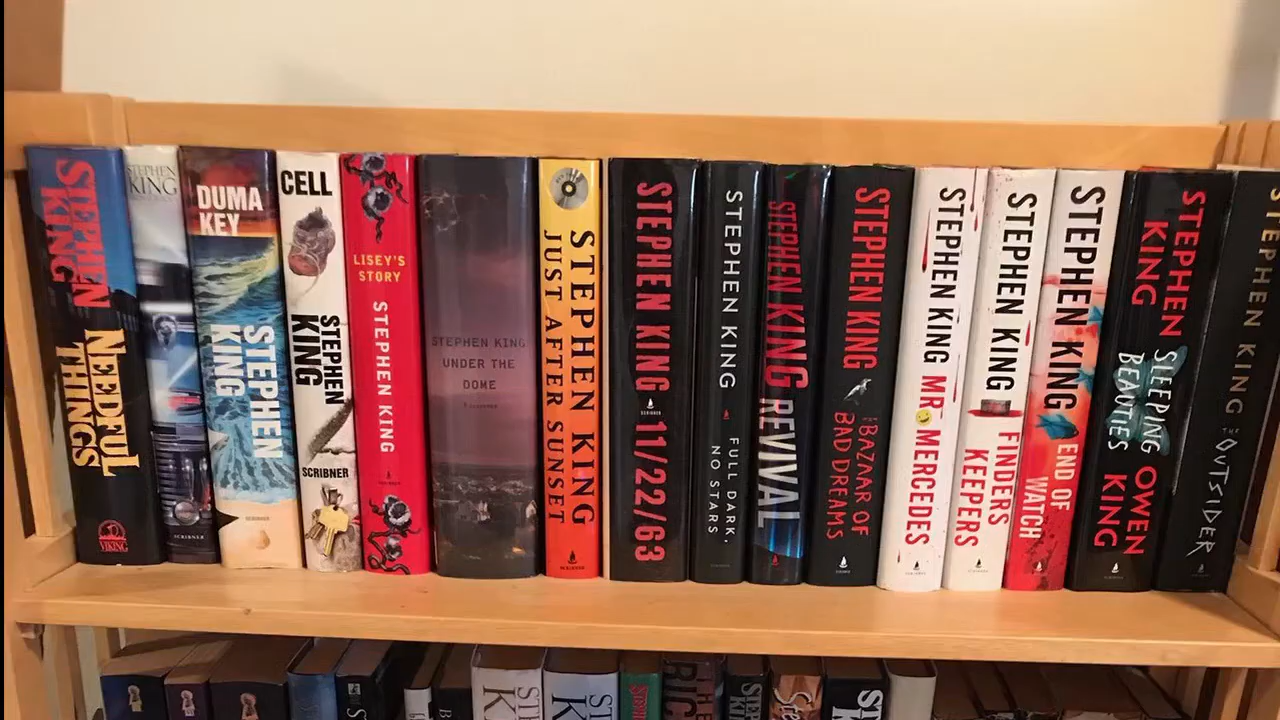 STEPHEN KING
NEEDFUL THINGS
VIKING
STEPHEN
KING
SCRIBNER
DUMA
KEY
STEPHEN KING
SCRIBNER
CELL
STEPHEN KING
SCRIBNER
LISEY'S
STORY
STEPHEN KING
STEPHEN KING
UNDER THE
DOME
SCRIBNER
STEPHEN KING
JUST AFTER SUNSET
SCRIBNER
STEPHEN KING 11/22/63
SCRIBNER
STEPHEN KING
FULL DARK,
NO STARS
STEPHEN KING REVIVAL
STEPHEN KING
THE BAZAAR OF
BAD DREAMS
STEPHEN KING MR MERCEDES
STEPHEN KING
FINDERS
KEEPERS
STEPHEN KING
END OF
WATCH
STEPHEN
KING
SLEEPING
BEAUTIES
OWEN
KING
STEPHEN KING THE OUTSIDER